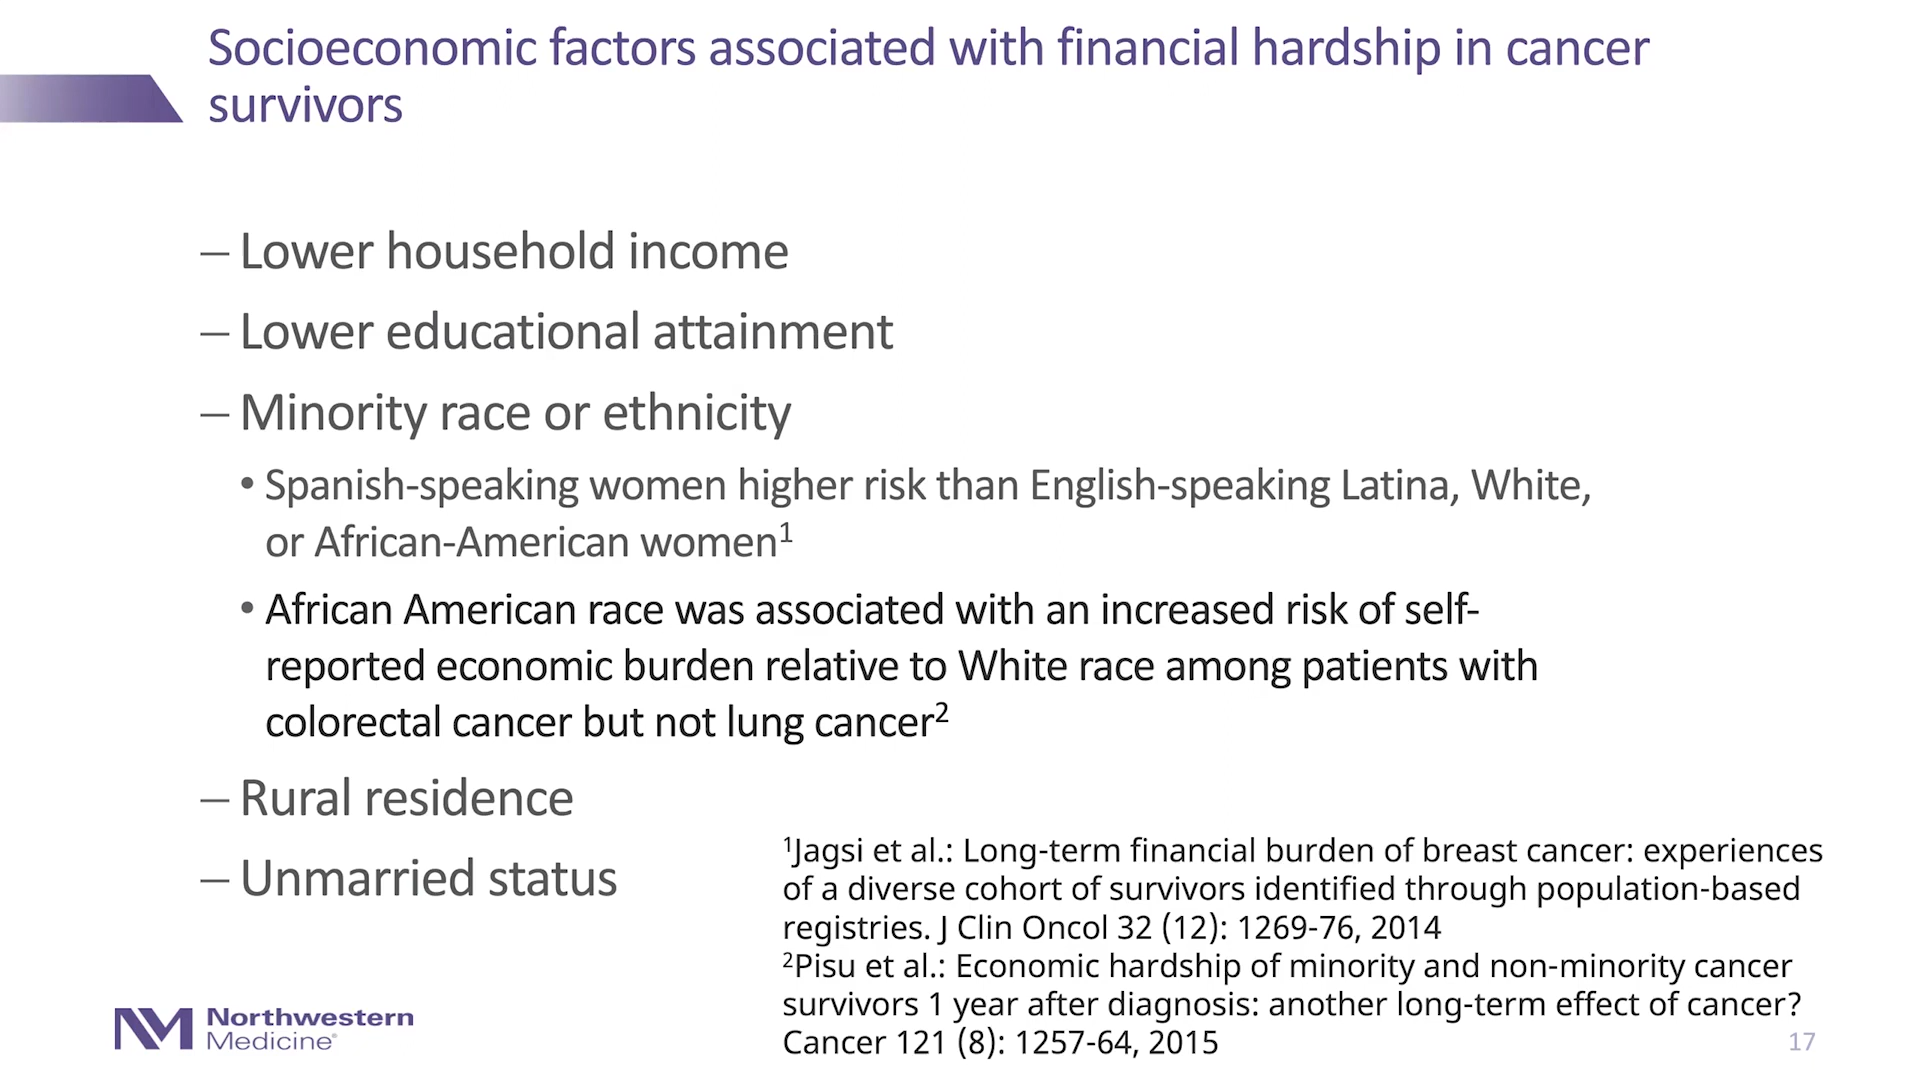 Socioeconomic factors associated with financial hardship in cancer
survivors
– Lower household income
– Lower educational attainment
– Minority race or ethnicity
• Spanish-speaking women higher risk than English-speaking Latina, White,
or African-American women¹
• African American race was associated with an increased risk of self-
reported economic burden relative to White race among patients with
colorectal cancer but not lung cancer²
– Rural residence
– Unmarried status
¹Jagsi et al.: Long-term financial burden of breast cancer: experiences
of a diverse cohort of survivors identified through population-based
registries. J Clin Oncol 32 (12): 1269-76, 2014
²Pisu et al.: Economic hardship of minority and non-minority cancer
survivors 1 year after diagnosis: another long-term effect of cancer?
Cancer 121 (8): 1257-64, 2015
NM Northwestern
Medicine®
17